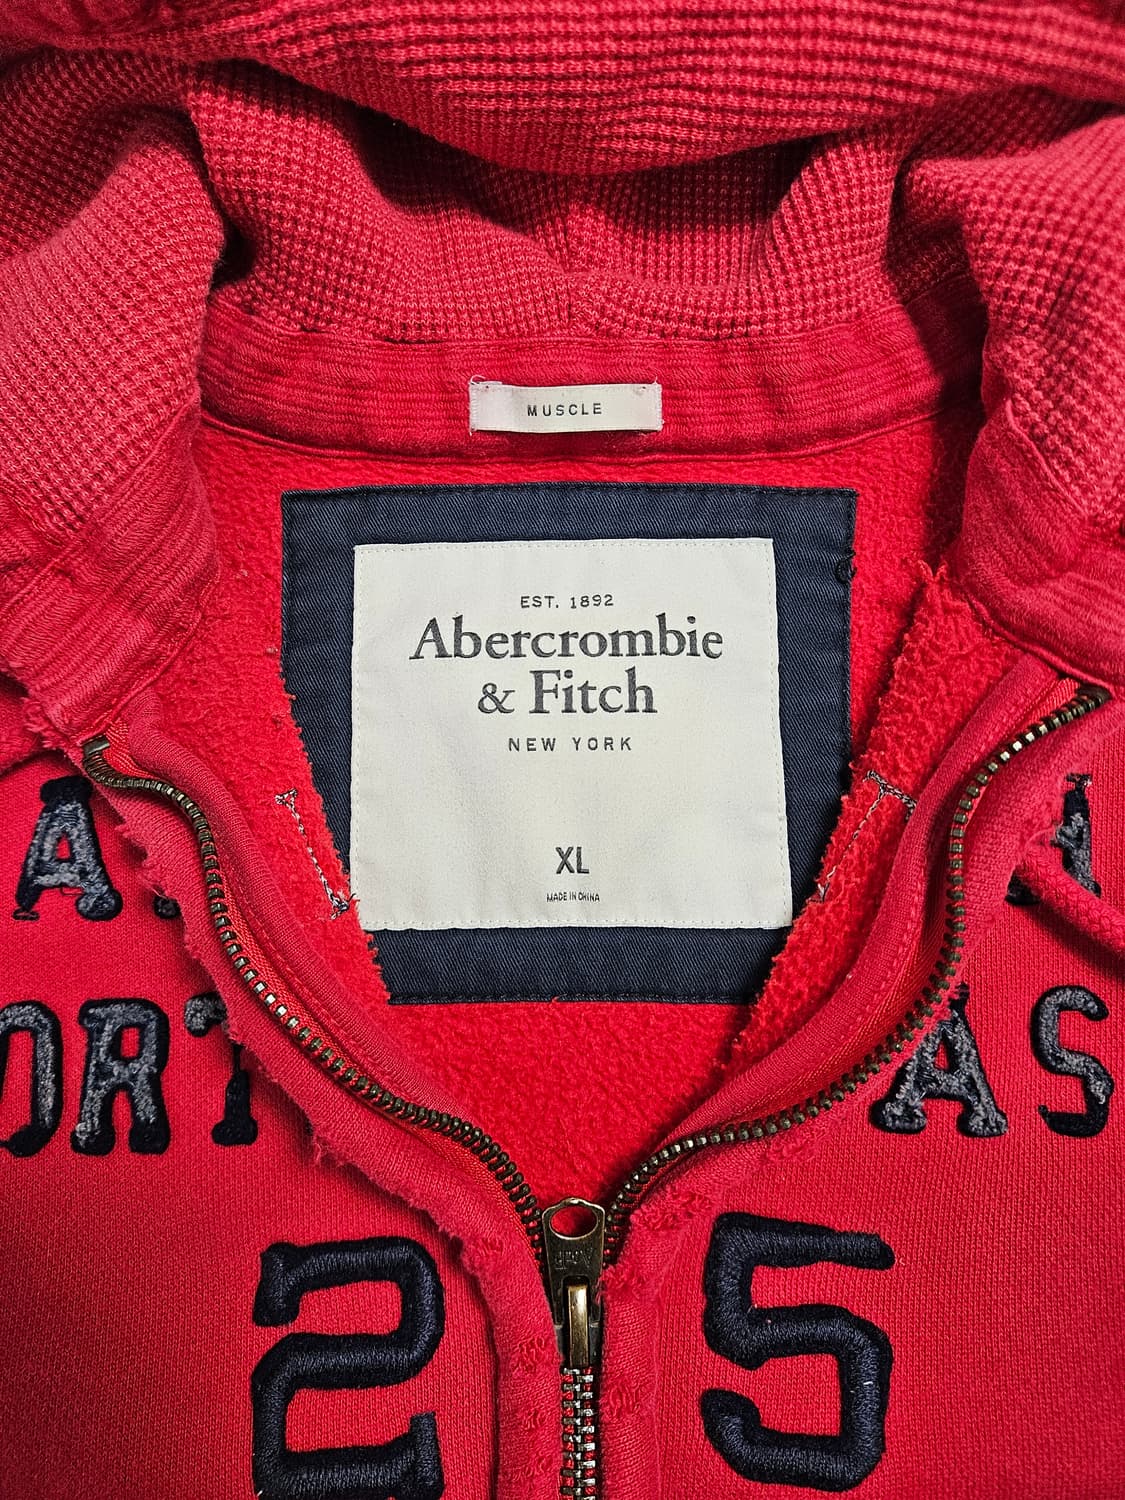 MUSCLE
EST. 1892
Abercrombie
& Fitch
NEW YORK
XL
MADE IN CHINA
25